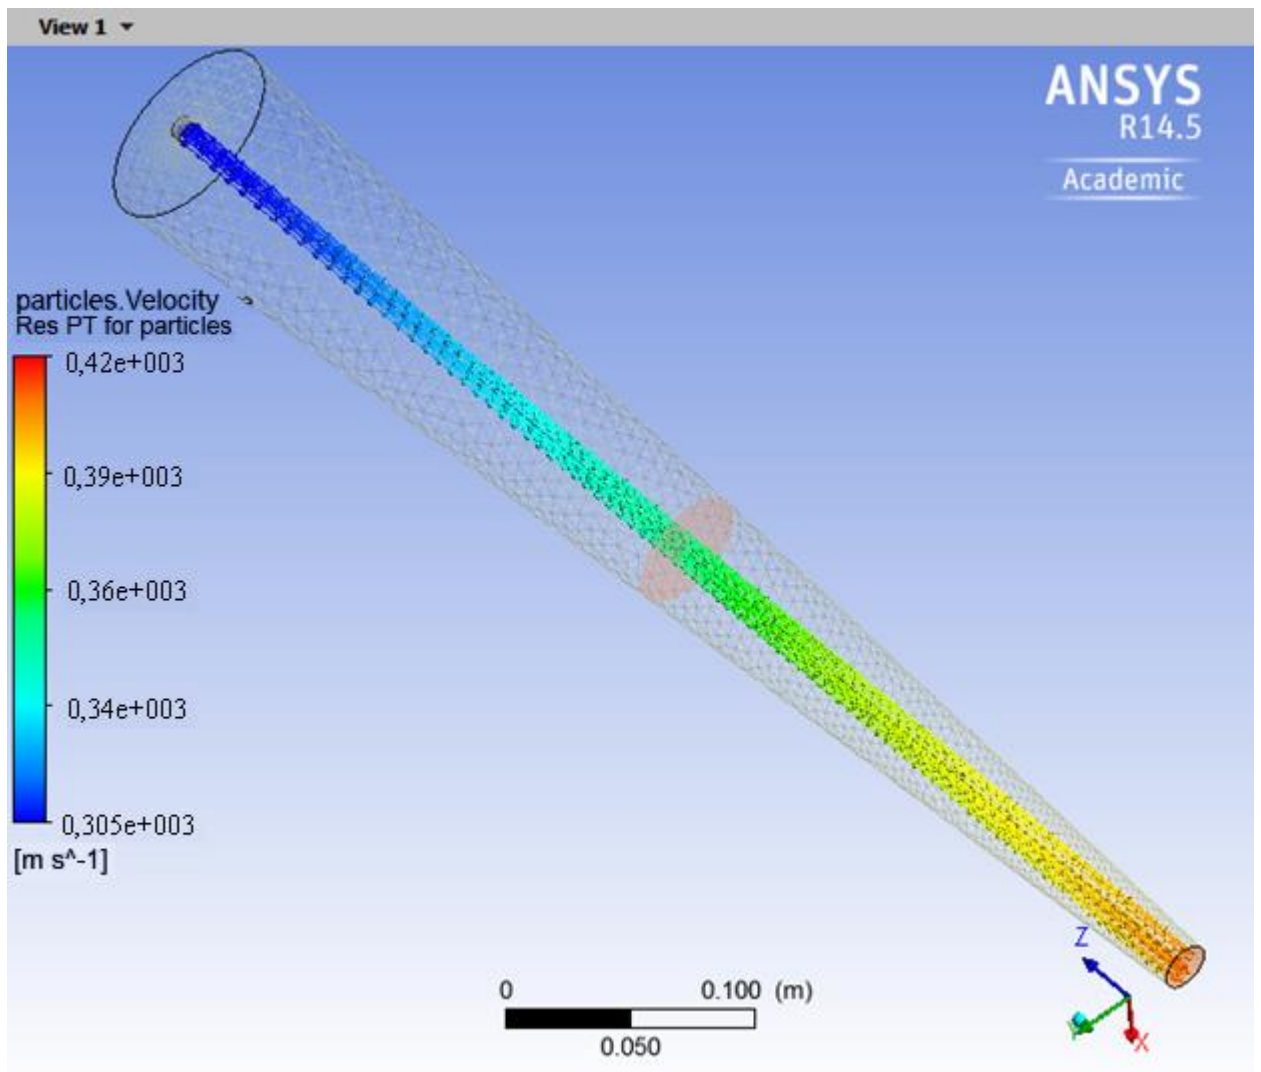 View 1
ANSYS
R14.5
Academic
particles.Velocity
Res PT for particles
0,42e+003
0,39e+003
0,36e+003
0,34e+003
0,305e+003
[m s^-1]
0 0.100 (m)
0.050
Z
Y
X